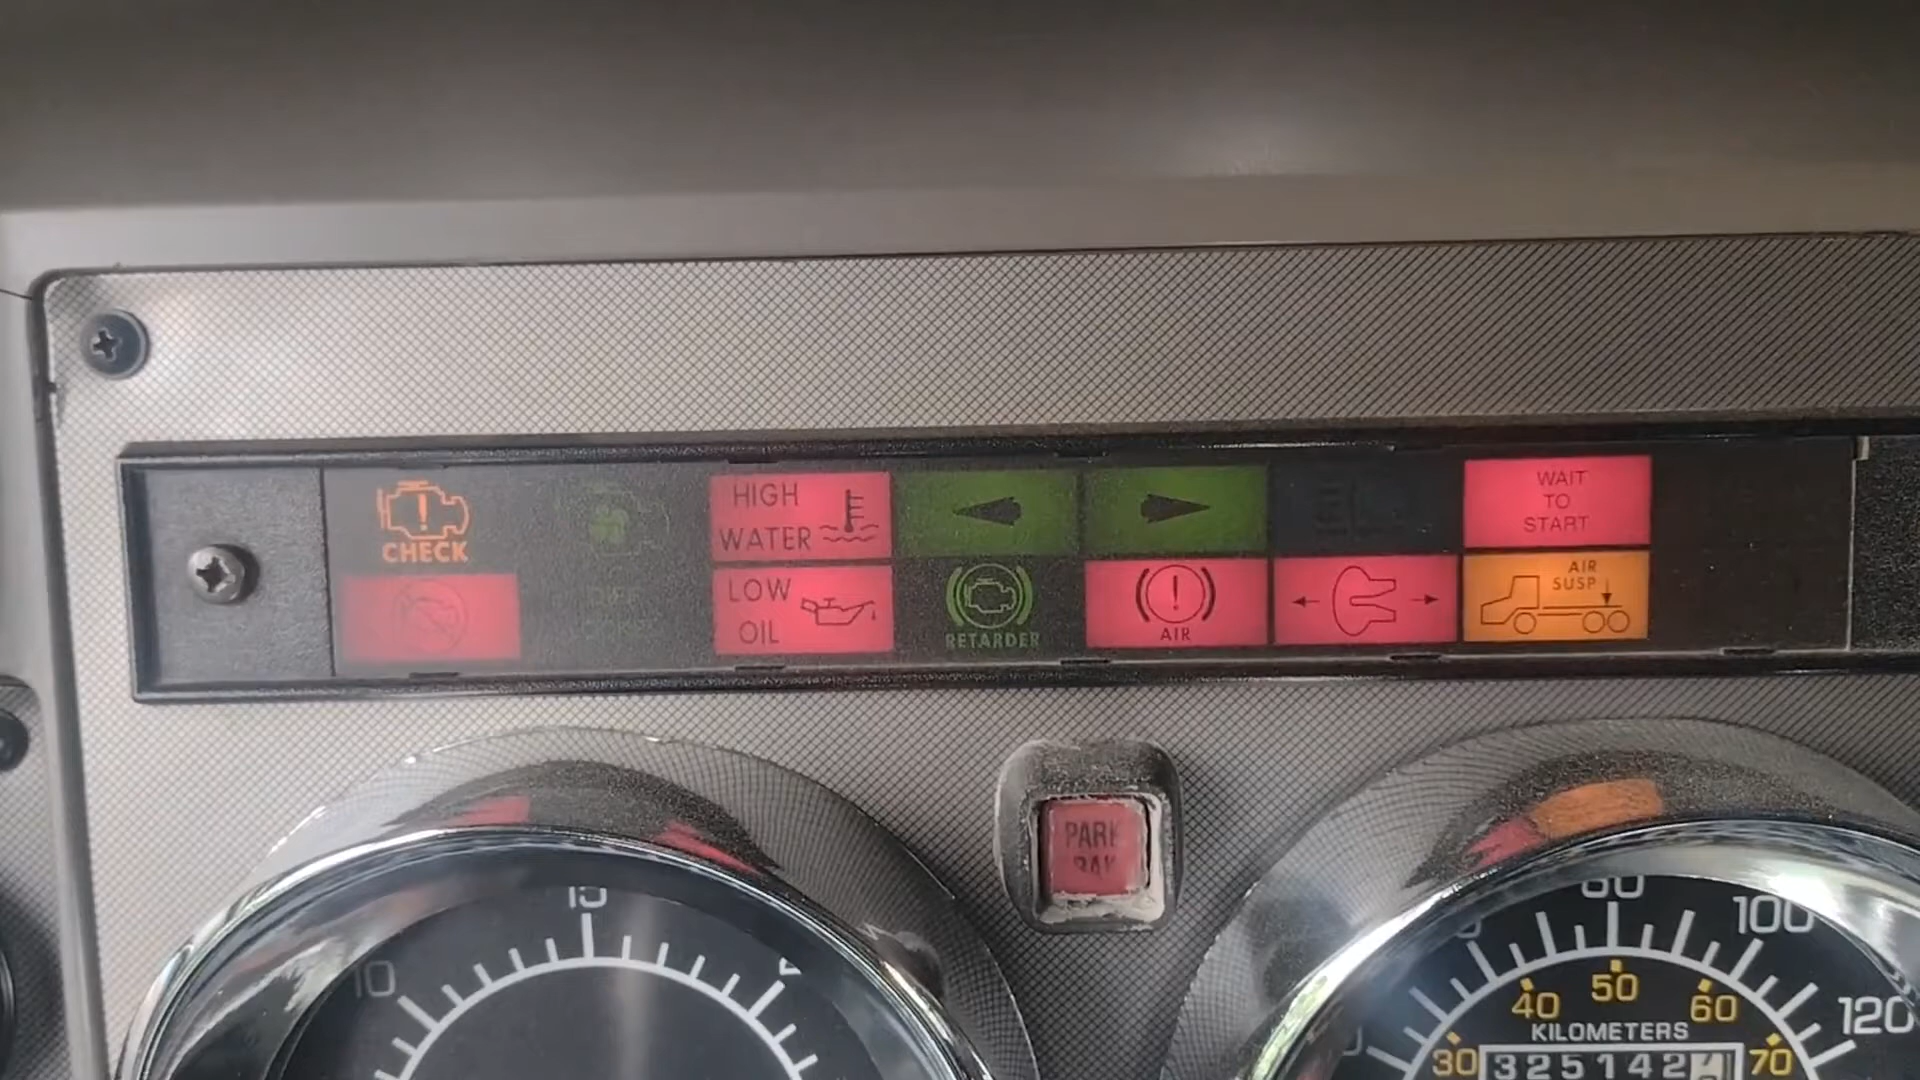 CHECK
HIGH
WATER
WAIT
TO
START
LOW
OIL
RETARDER
AIR
AIR
SUSP
PARK
15
10
100
120
30
40
50
60
70
KILOMETERS
325142